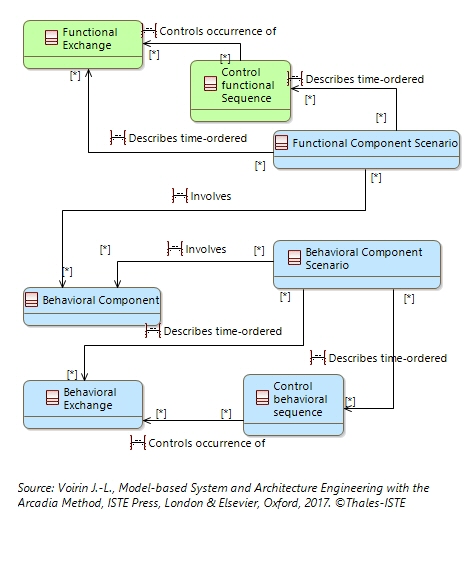 Functional
Exchange
Controls occurrence of
[*]
[*]
[*]
Control
functional
Sequence
Describes time-ordered
[*]
[*]
Describes time-ordered
Functional Component Scenario
[*]
[*]
Involves
[*]
Involves
[*]
Behavioral Component
Scenario
[*]
Behavioral Component
[*]
[*]
Describes time-ordered
Describes time-ordered
[*]
Behavioral
Exchange
Control
behavioral
sequence
[*]
[*]
[*]
Controls occurrence of
Source: Voirin J.-L., Model-based System and Architecture Engineering with the
Arcadia Method, ISTE Press, London & Elsevier, Oxford, 2017. ©Thales-ISTE